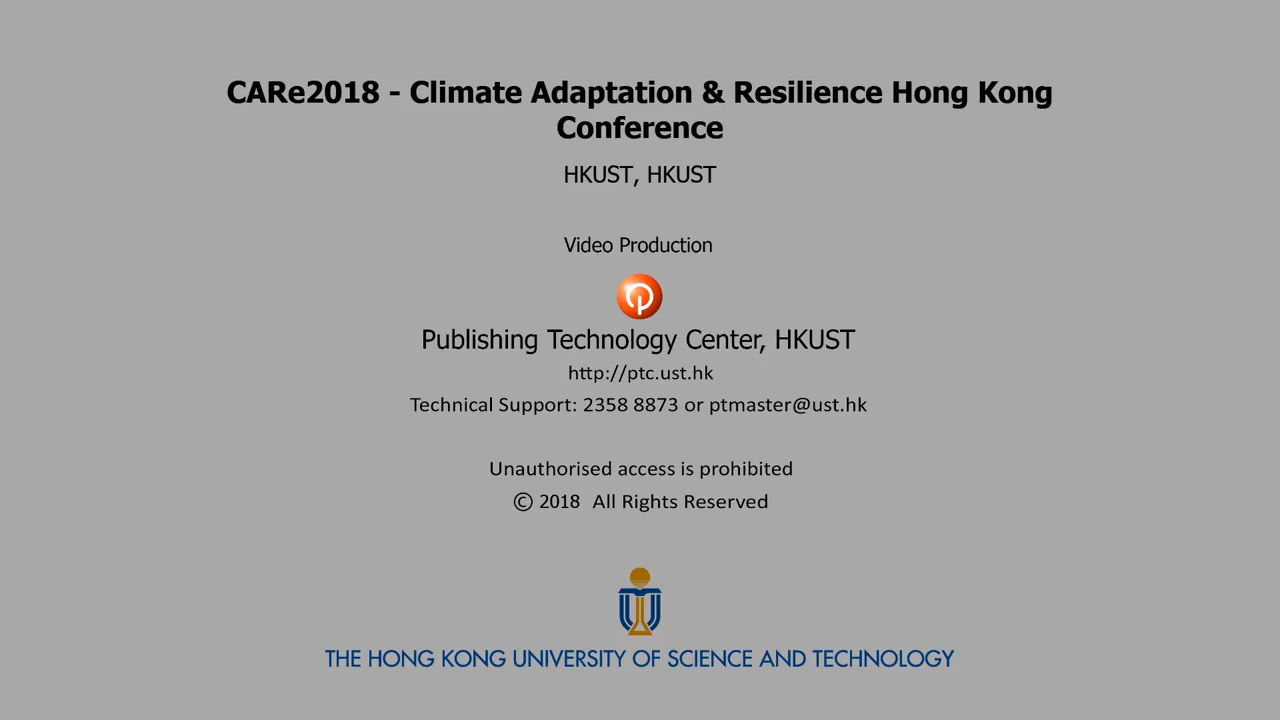 CARe2018 - Climate Adaptation & Resilience Hong Kong
Conference
HKUST, HKUST
Video Production
Publishing Technology Center, HKUST
http://ptc.ust.hk
Technical Support: 2358 8873 or ptmaster@ust.hk
Unauthorised access is prohibited
© 2018 All Rights Reserved
THE HONG KONG UNIVERSITY OF SCIENCE AND TECHNOLOGY